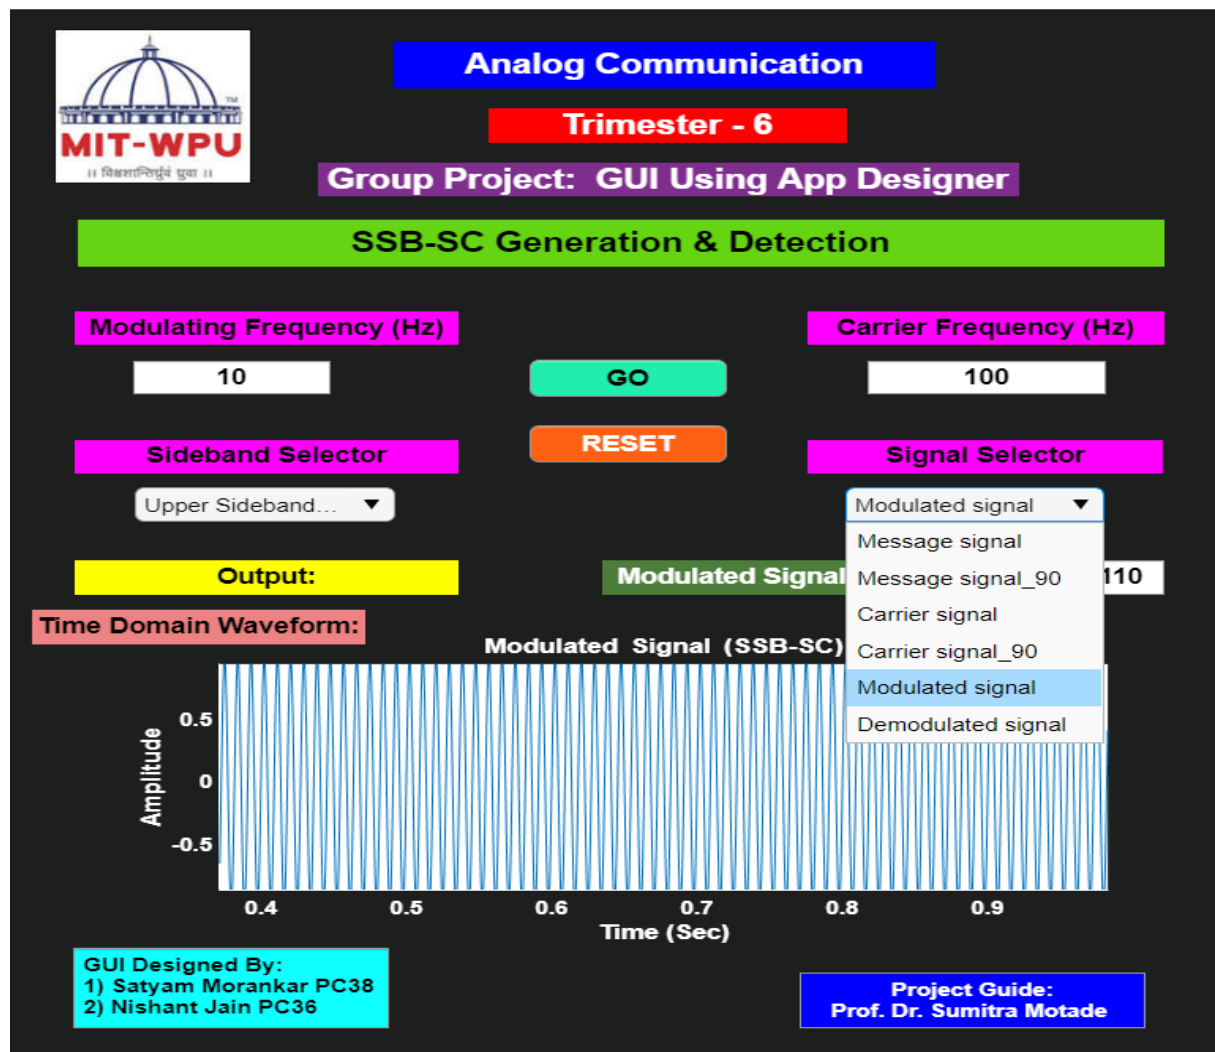 MIT-WPU
TM
Analog Communication
Trimester - 6
Group Project: GUI Using App Designer
SSB-SC Generation & Detection
Modulating Frequency (Hz)
Carrier Frequency (Hz)
10
GO
100
RESET
Sideband Selector
Signal Selector
Upper Sideband...
Modulated signal
Message signal
Message signal_90
Carrier signal
Carrier signal_90
Modulated signal
Demodulated signal
Output:
Modulated Signal
110
Time Domain Waveform:
Modulated Signal (SSB-SC)
Amplitude
0.5
0
-0.5
0.4 0.5 0.6 0.7 0.8 0.9
Time (Sec)
GUI Designed By:
1) Satyam Morankar PC38
2) Nishant Jain PC36
Project Guide:
Prof. Dr. Sumitra Motade